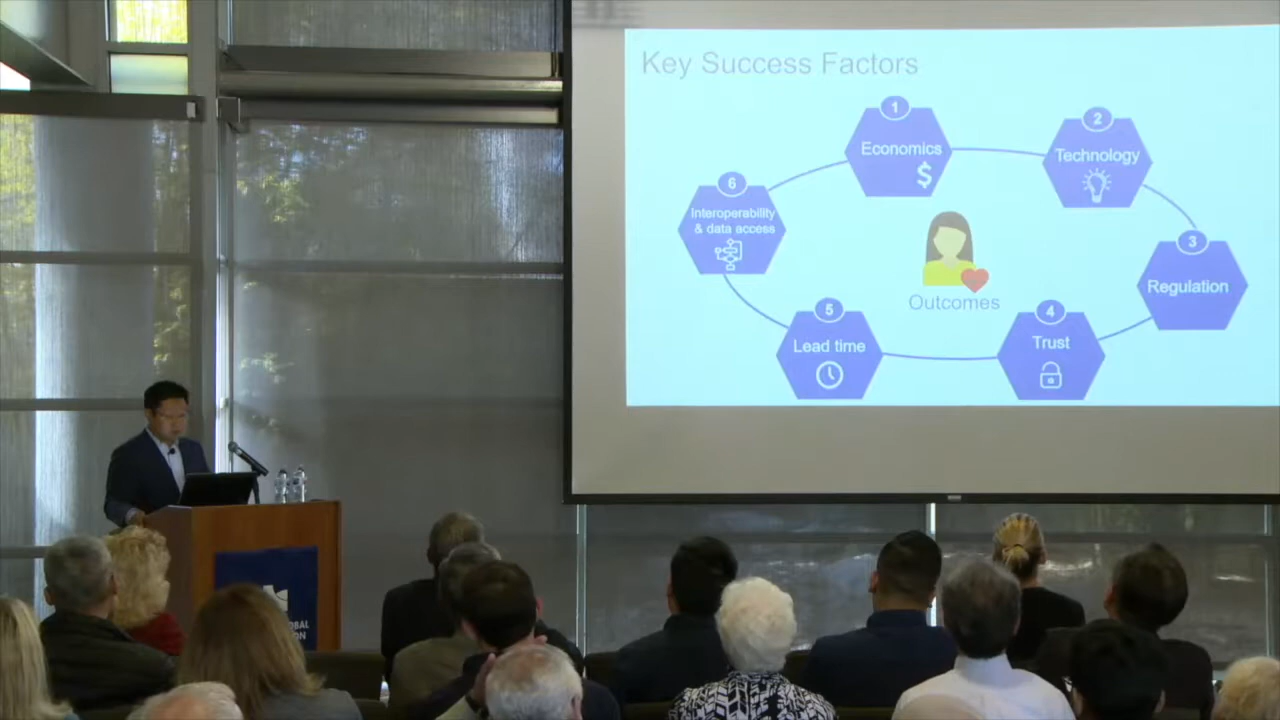 Key Success Factors
1
Economics
$
2
Technology
3
Regulation
4
Trust
5
Lead time
6
Interoperability
& data access
Outcomes